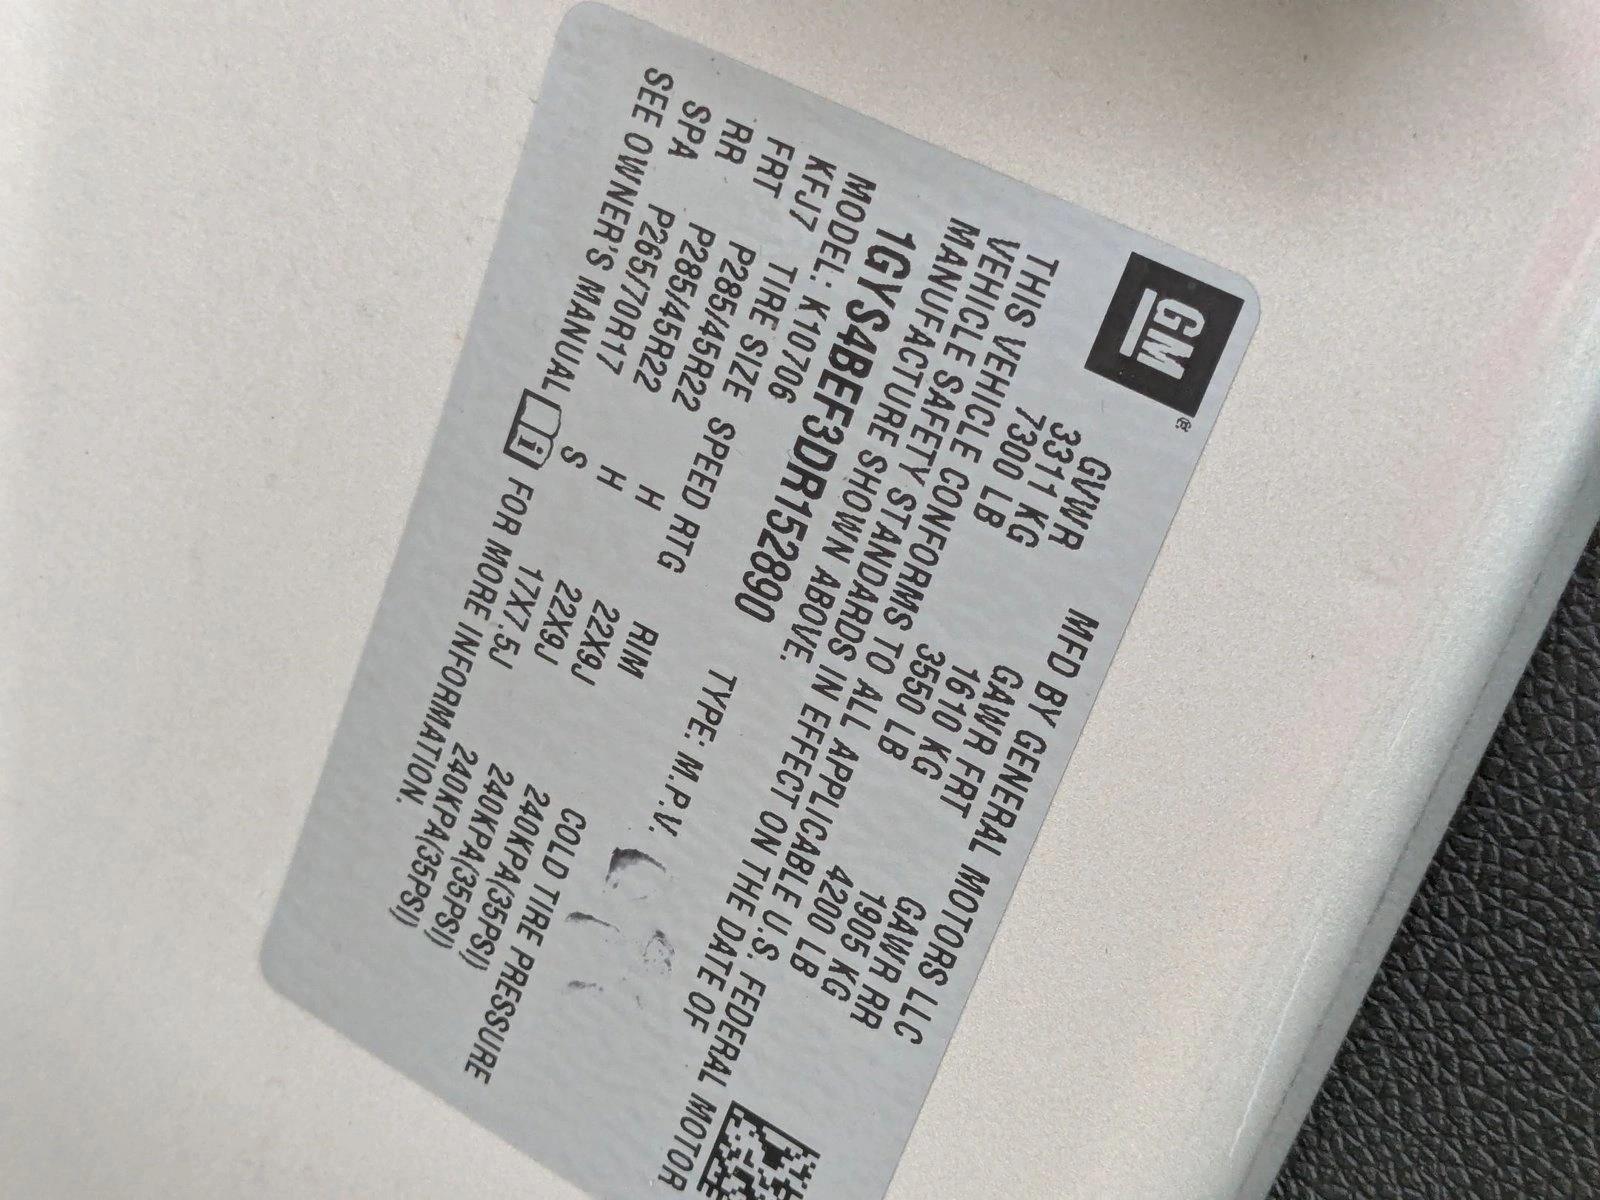 GM ®
MFD BY GENERAL MOTORS LLC
GVWR GAWR FRT GAWR RR
3311 KG 1610 KG 1905 KG
7300 LB 3550 LB 4200 LB
THIS VEHICLE CONFORMS TO ALL APPLICABLE U.S. FEDERAL MOTOR
VEHICLE SAFETY STANDARDS IN EFFECT ON THE DATE OF
MANUFACTURE SHOWN ABOVE.
1GYS4BEF3DR152890 TYPE: M.P.V.
MODEL: K10706
KFJ7 TIRE SIZE SPEED RTG RIM COLD TIRE PRESSURE
FRT P285/45R22 H 22X9J 240KPA(35PSI)
RR P285/45R22 H 22X9J 240KPA(35PSI)
SPA P265/70R17 S 17X7.5J 240KPA(35PSI)
SEE OWNER'S MANUAL i FOR MORE INFORMATION.